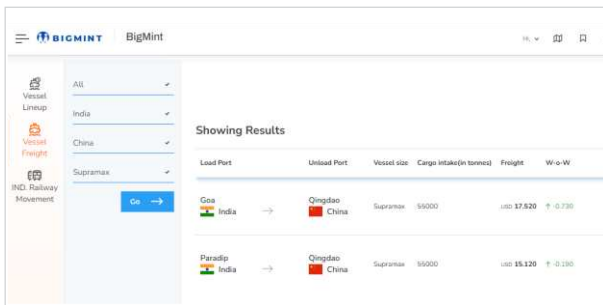 BIGMINT BigMint
Vessel Lineup
Vessel Freight
IND. Railway Movement
All
India
China
Supramax
Go
Showing Results
Load Port Unload Port Vessel size Cargo intake(in tonnes) Freight W-o-W
Goa Qingdao
India China Supramax 55000 USD 17.520 -0.730
Paradip Qingdao
India China Supramax 55000 USD 15.120 -0.190